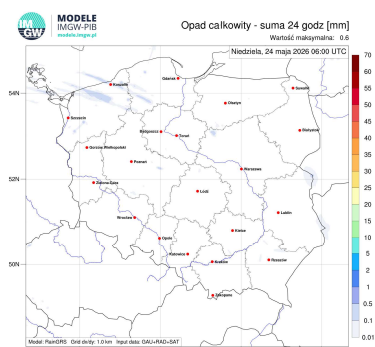 IMGW
MODELE
IMGW-PIB
modele.imgw.pl
Opad całkowity - suma 24 godz [mm]
Wartość maksymalna: 0.6
Niedziela, 24 maja 2026 06:00 UTC
54N
52N
50N
Gdańsk
Koszalin
Suwałki
Olsztyn
Szczecin
Białystok
Bydgoszcz
Toruń
Gorzów Wielkopolski
Poznań
Warszawa
Zielona Góra
Łódź
Wrocław
Lublin
Kielce
Opole
Katowice
Kraków
Rzeszów
Zakopane
70
60
55
50
45
40
35
30
25
20
15
10
5
2
1
0.5
0.1
0.01
Model: RainGRS Grid dx/dy: 1.0 km Input data: GAU+RAD+SAT